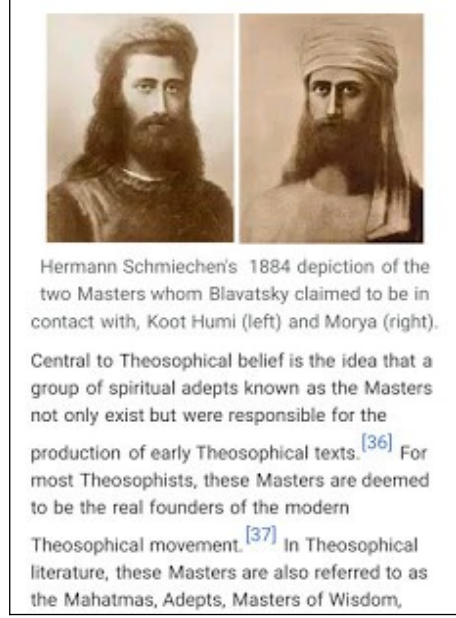 Hermann Schmiechen's 1884 depiction of the
two Masters whom Blavatsky claimed to be in
contact with, Koot Humi (left) and Morya (right).
Central to Theosophical belief is the idea that a
group of spiritual adepts known as the Masters
not only exist but were responsible for the
production of early Theosophical texts.[36] For
most Theosophists, these Masters are deemed
to be the real founders of the modern
Theosophical movement.[37] In Theosophical
literature, these Masters are also referred to as
the Mahatmas, Adepts, Masters of Wisdom,